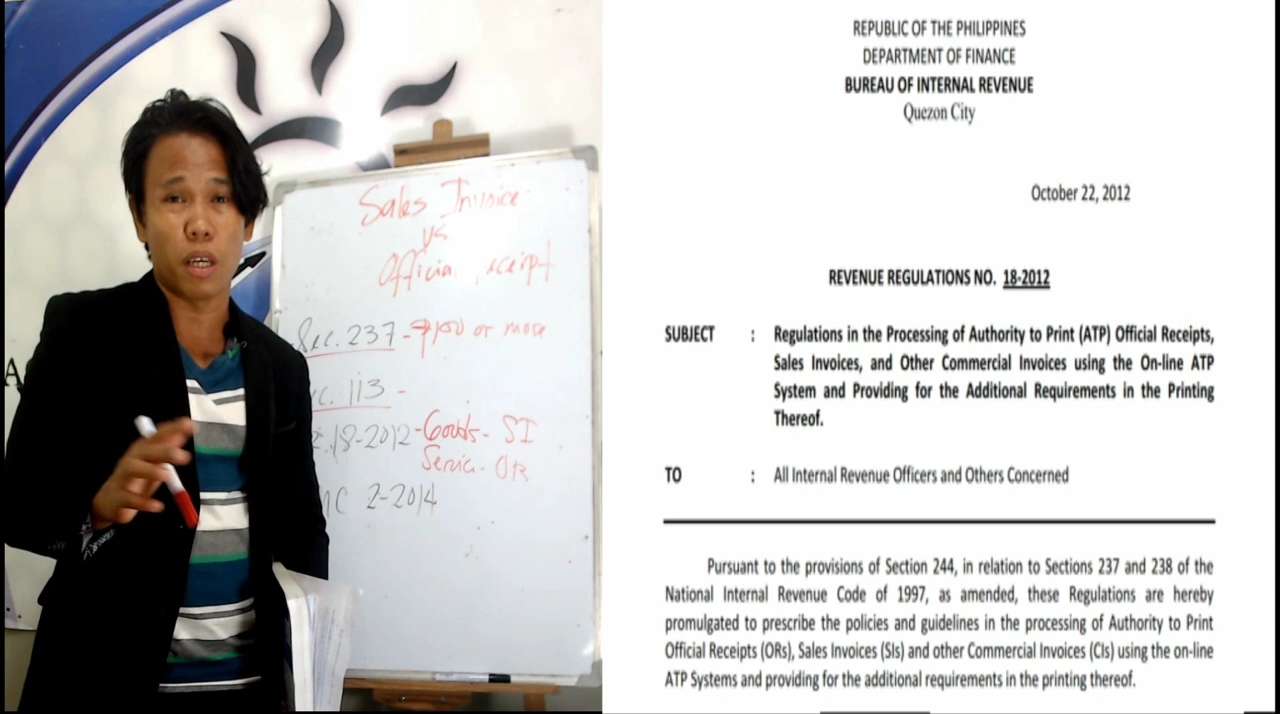 Sales Invoice
vs
Official
Sec. 237 - or more
113 -
18-2012 - Goods - SI
OR
2-2014
A
REPUBLIC OF THE PHILIPPINES
DEPARTMENT OF FINANCE
BUREAU OF INTERNAL REVENUE
Quezon City
October 22, 2012
REVENUE REGULATIONS NO. 18-2012
SUBJECT : Regulations in the Processing of Authority to Print (ATP) Official Receipts,
Sales Invoices, and Other Commercial Invoices using the On-line ATP
System and Providing for the Additional Requirements in the Printing
Thereof.
TO : All Internal Revenue Officers and Others Concerned
Pursuant to the provisions of Section 244, in relation to Sections 237 and 238 of the
National Internal Revenue Code of 1997, as amended, these Regulations are hereby
promulgated to prescribe the policies and guidelines in the processing of Authority to Print
Official Receipts (ORs), Sales Invoices (SIs) and other Commercial Invoices (CIs) using the on-line
ATP Systems and providing for the additional requirements in the printing thereof.